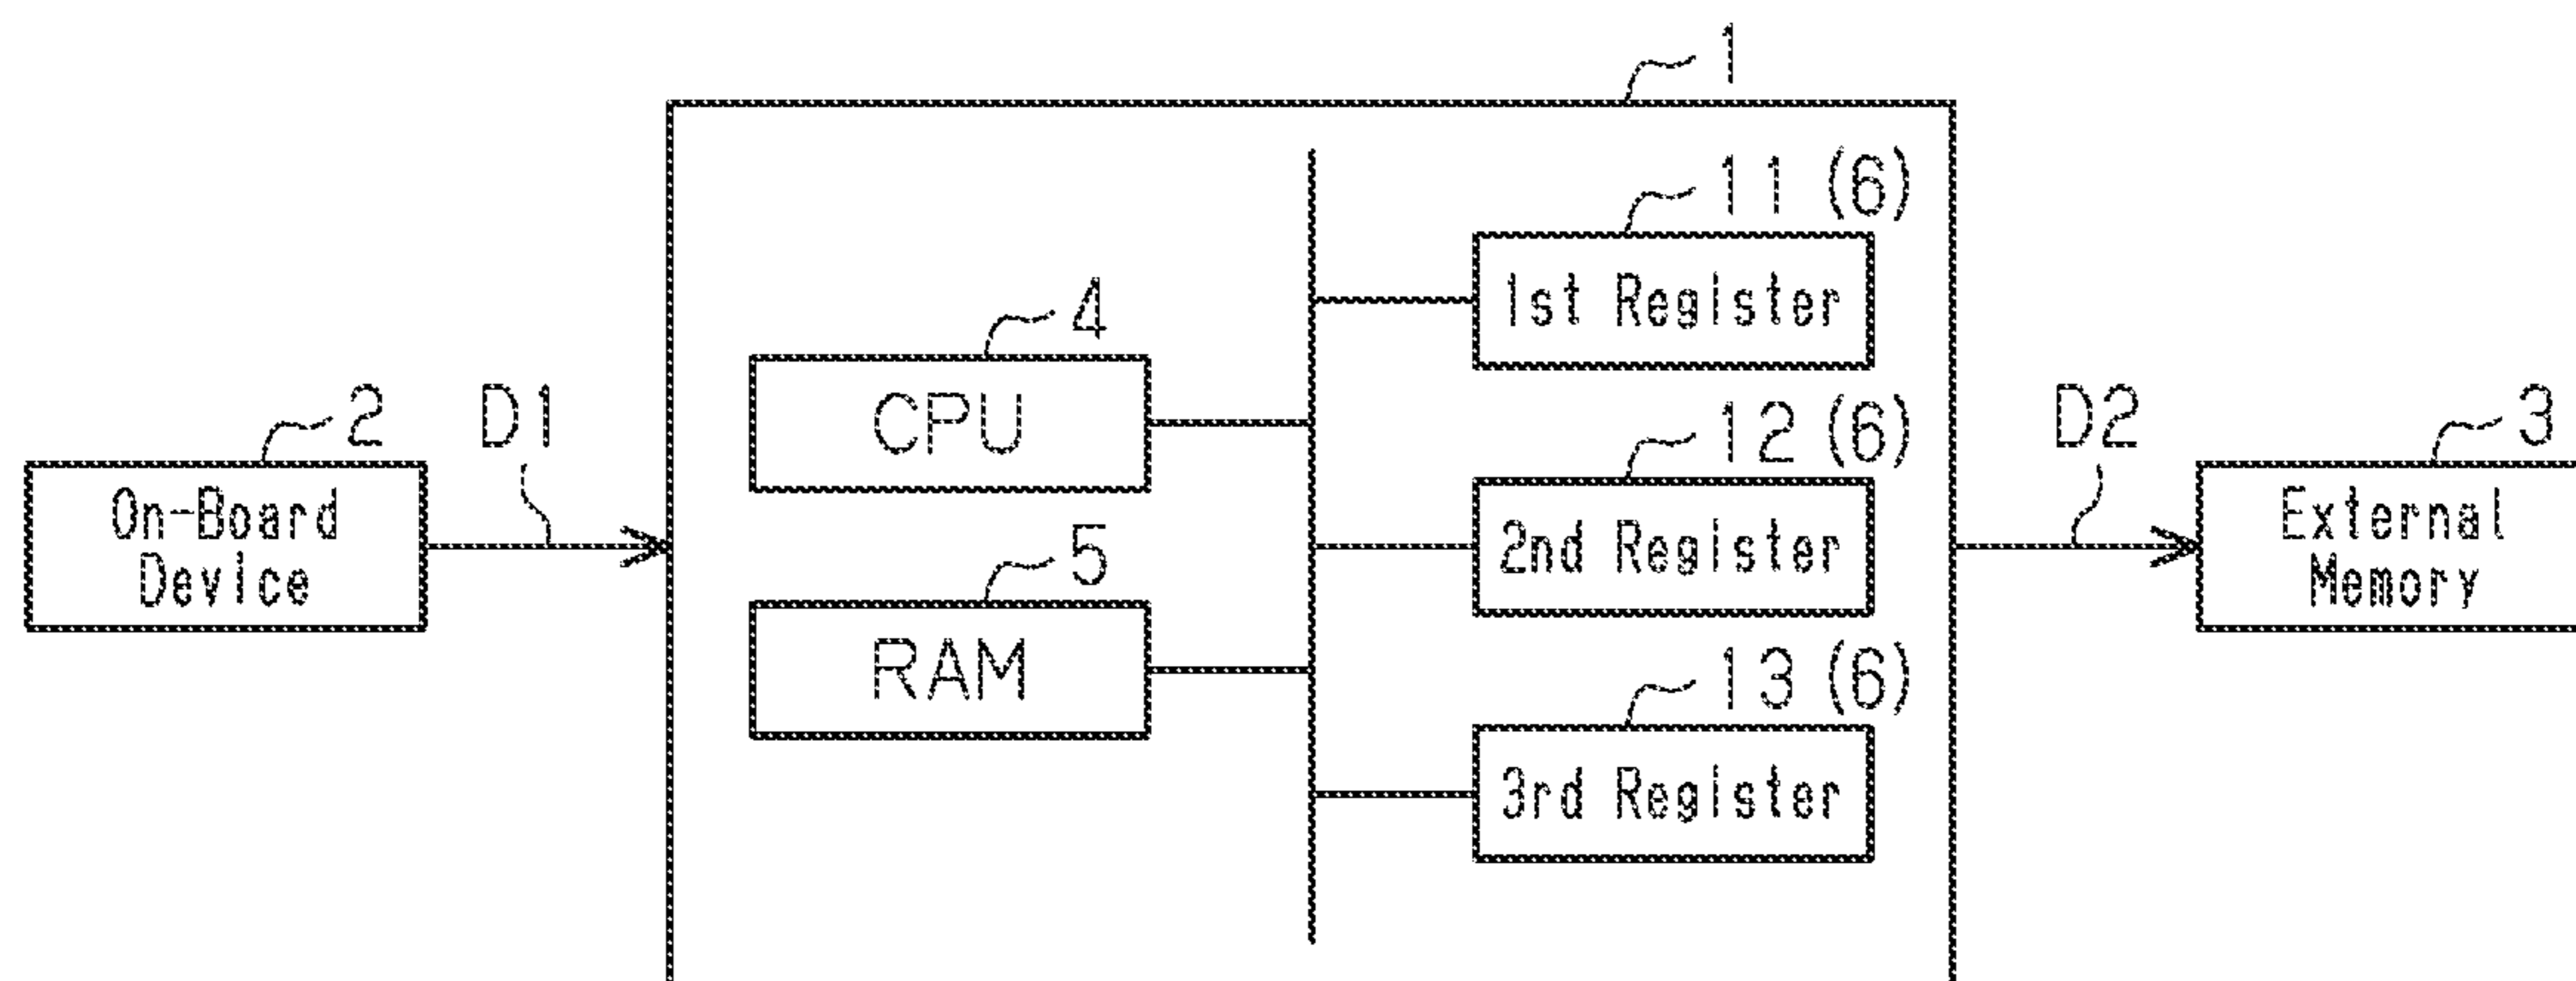 1
11 (6)
1st Register
4
CPU
2
D1
12 (6)
D2
3
On-Board
Device
2nd Register
External
Memory
5
RAM
13 (6)
3rd Register